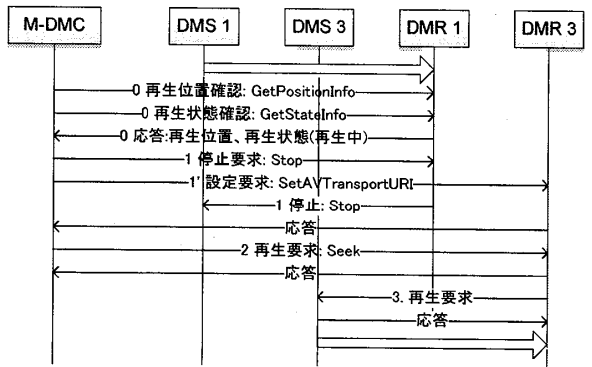 M-DMC
DMS 1
DMS 3
DMR 1
DMR 3
0 再生位置確認: GetPositionInfo
0 再生状態確認: GetStateInfo
0 応答:再生位置、再生状態(再生中)
1 停止要求: Stop
1' 設定要求: SetAVTransportURI
1 停止: Stop
応答
2 再生要求: Seek
応答
3. 再生要求
応答